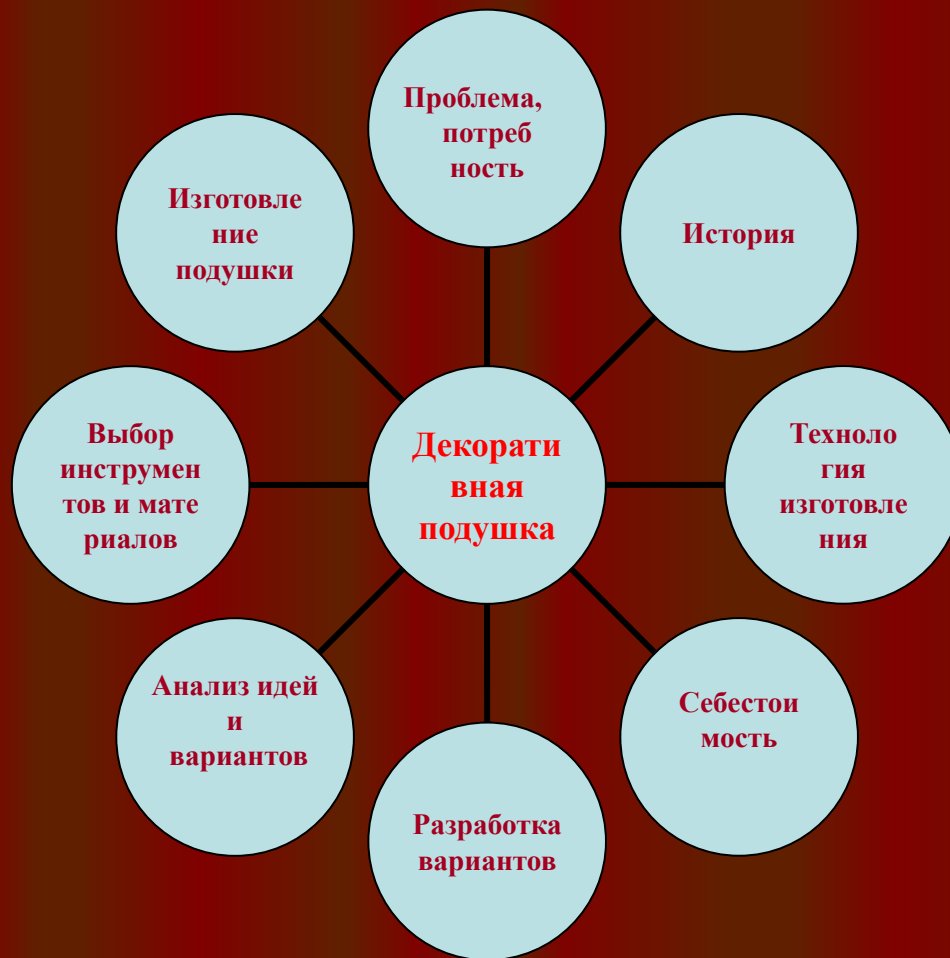 Проблема,
потреб
ность
История
Техноло
гия
изготовле
ния
Себестои
мость
Разработка
вариантов
Анализ идей
и
вариантов
Выбор
инструмен
тов и мате
риалов
Изготовле
ние
подушки
Декорати
вная
подушка